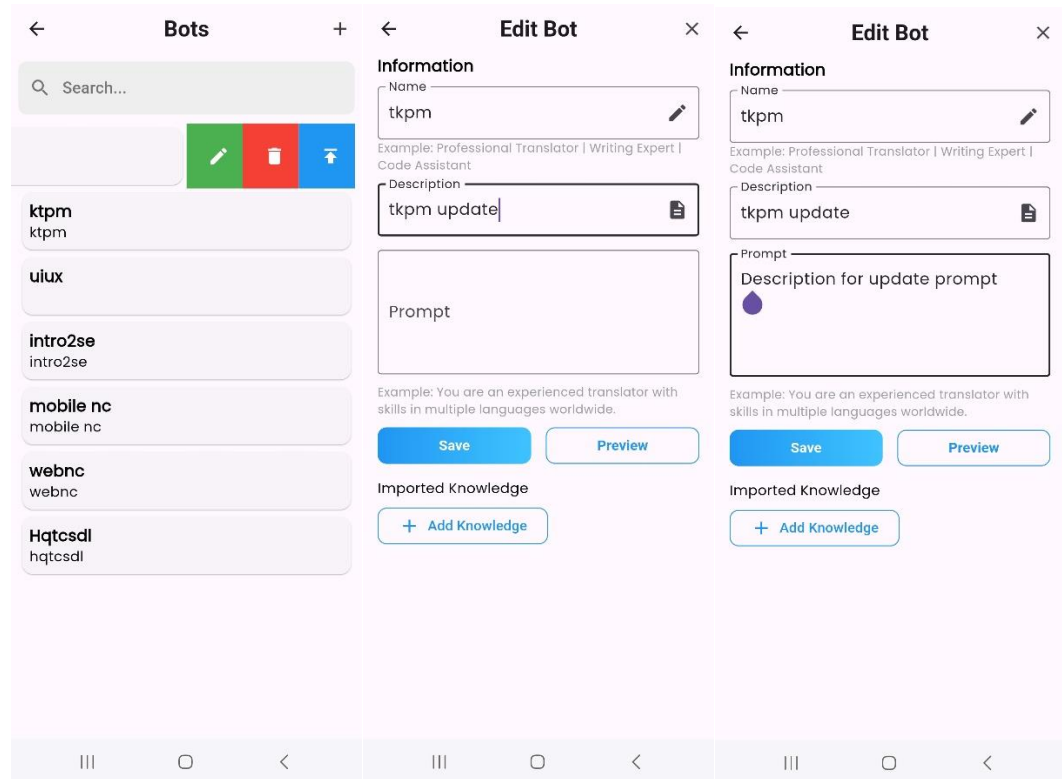 Bots
Search...
ktpm
ktpm
uiux
intro2se
intro2se
mobile nc
mobile nc
webnc
webnc
Hqtcsdl
hqtcsdl
Edit Bot
Information
Name
tkpm
Example: Professional Translator | Writing Expert |
Code Assistant
Description
tkpm update
Prompt
Example: You are an experienced translator with
skills in multiple languages worldwide.
Save
Preview
Imported Knowledge
+ Add Knowledge
Edit Bot
Information
Name
tkpm
Example: Professional Translator | Writing Expert |
Code Assistant
Description
tkpm update
Prompt
Description for update prompt
Example: You are an experienced translator with
skills in multiple languages worldwide.
Save
Preview
Imported Knowledge
+ Add Knowledge